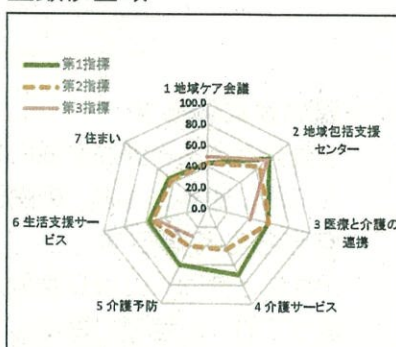 第1指標
第2指標
第3指標
1 地域ケア会議
100.0
80.0
60.0
40.0
20.0
0.0
2 地域包括支援
センター
3 医療と介護の
連携
4 介護サービス
5 介護予防
6 生活支援サー
ビス
7 住まい